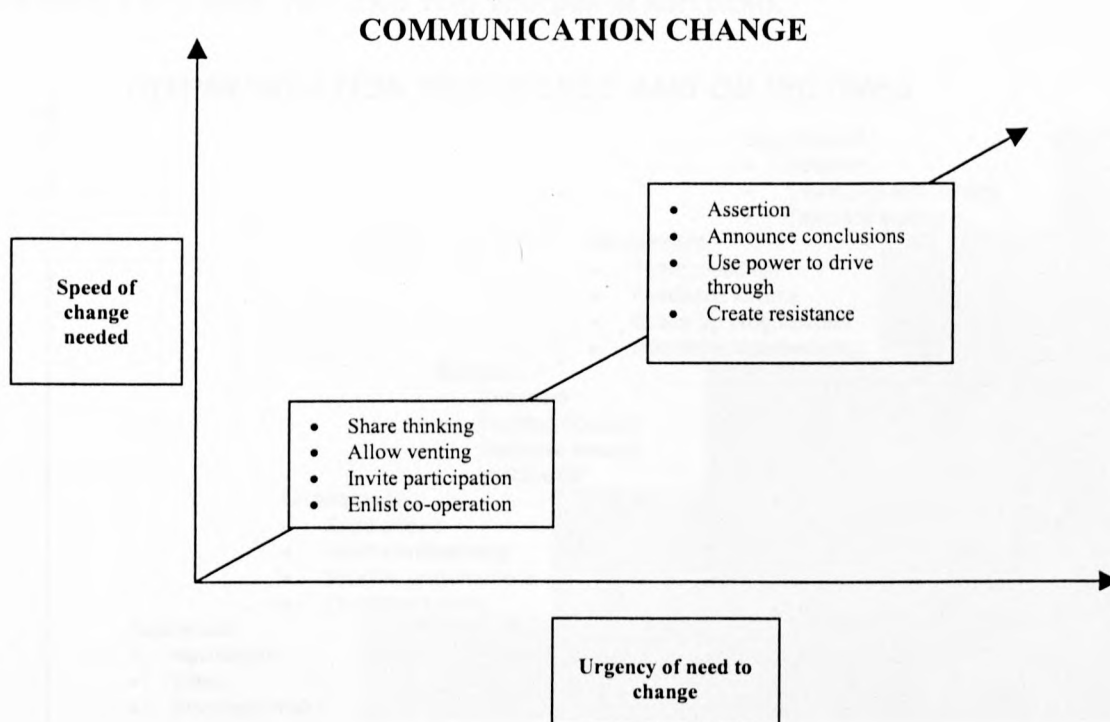 COMMUNICATION CHANGE
Speed of
change
needed
• Assertion
• Announce conclusions
• Use power to drive
through
• Create resistance
• Share thinking
• Allow venting
• Invite participation
• Enlist co-operation
Urgency of need to
change